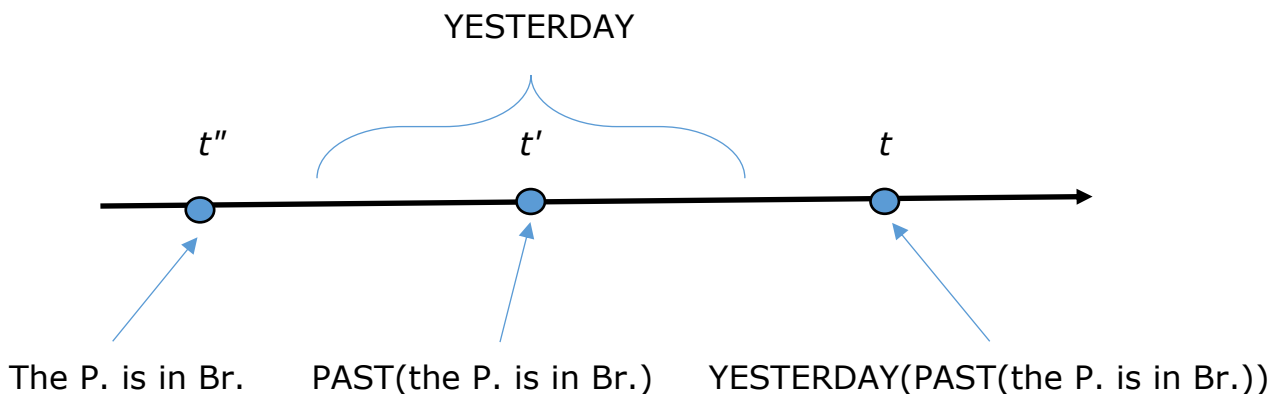 YESTERDAY
t" t' t
The P. is in Br. PAST(the P. is in Br.) YESTERDAY(PAST(the P. is in Br.))